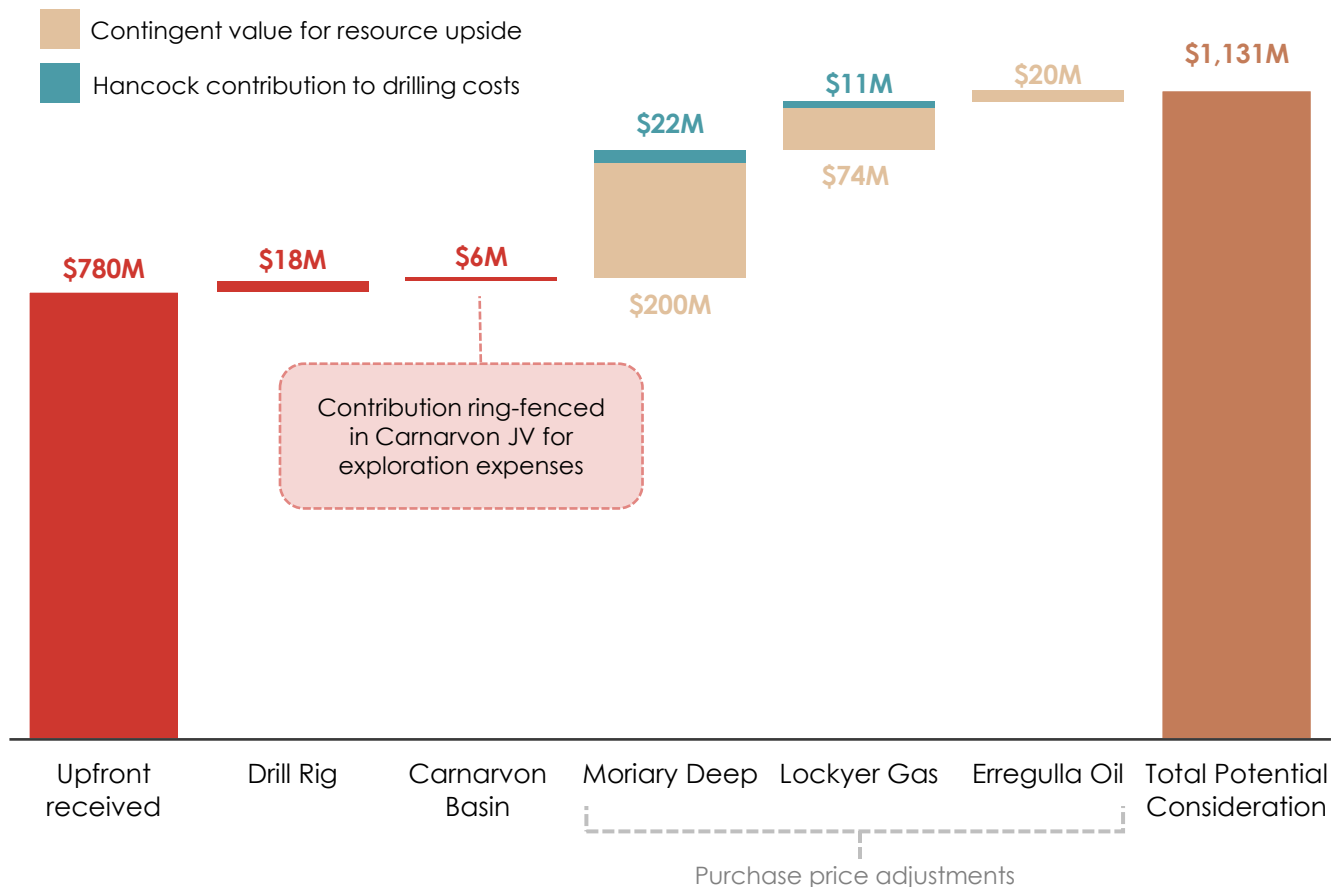 Contingent value for resource upside
Hancock contribution to drilling costs
$780M
$18M
$6M
$22M
$200M
$11M
$74M
$20M
$1,131M
Contribution ring-fenced
in Carnarvon JV for
exploration expenses
Upfront
received
Drill Rig
Carnarvon
Basin
Moriary Deep
Lockyer Gas
Erregulla Oil
Total Potential
Consideration
Purchase price adjustments